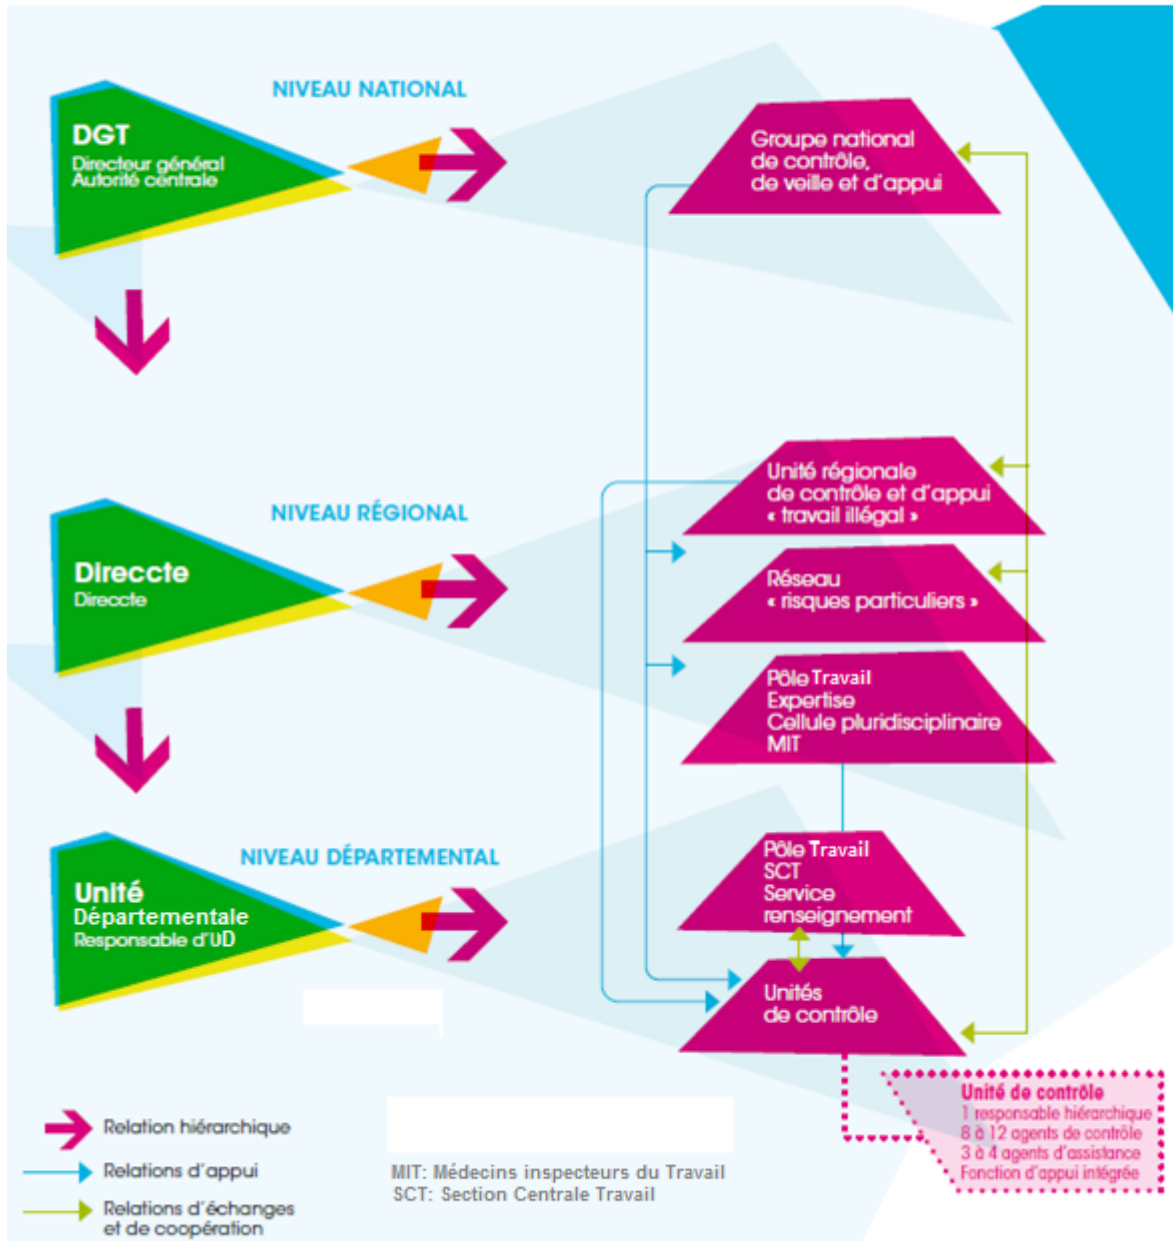 NIVEAU NATIONAL
DGT
Directeur général
Autorité centrale
Groupe national
de contrôle,
de veille et d'appui
NIVEAU RÉGIONAL
Direccte
Direccte
Unité régionale
de contrôle et d'appui
« travail illégal »
Réseau
« risques particuliers »
Pôle Travail
Expertise
Cellule pluridisciplinaire
MIT
NIVEAU DÉPARTEMENTAL
Unité
Départementale
Responsable d'UD
Pôle Travail
SCT
Service
renseignement
Unités
de contrôle
Unité de contrôle
1 responsable hiérarchique
8 à 12 agents de contrôle
3 à 4 agents d'assistance
Fonction d'appui intégrée
Relation hiérarchique
Relations d'appui
Relations d'échanges
et de coopération
MIT: Médecins inspecteurs du Travail
SCT: Section Centrale Travail